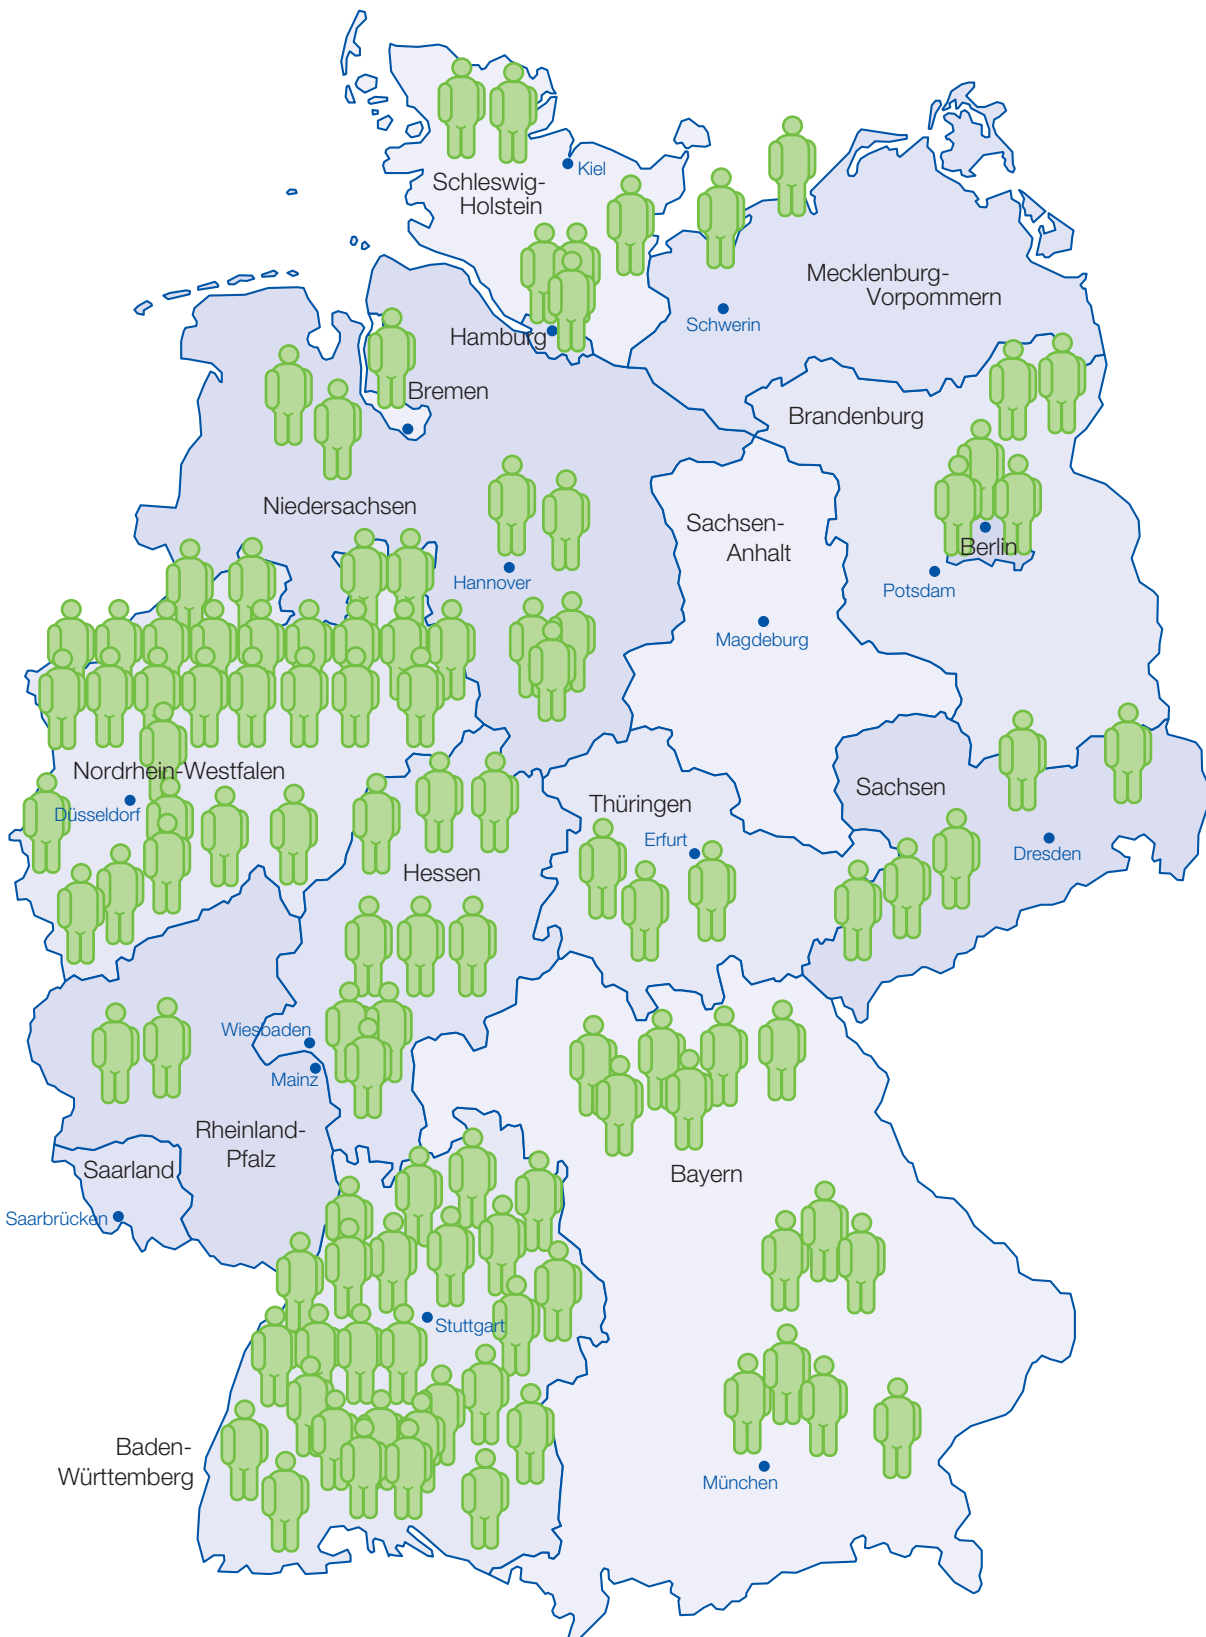 Kiel
Schleswig-
Holstein
Mecklenburg-
Vorpommern
Schwerin
Hamburg
Bremen
Brandenburg
Niedersachsen
Sachsen-
Anhalt
Berlin
Hannover
Potsdam
Magdeburg
Nordrhein-Westfalen
Düsseldorf
Thüringen
Sachsen
Erfurt
Dresden
Hessen
Wiesbaden
Mainz
Rheinland-
Pfalz
Saarland
Bayern
Saarbrücken
Stuttgart
Baden-
Württemberg
München